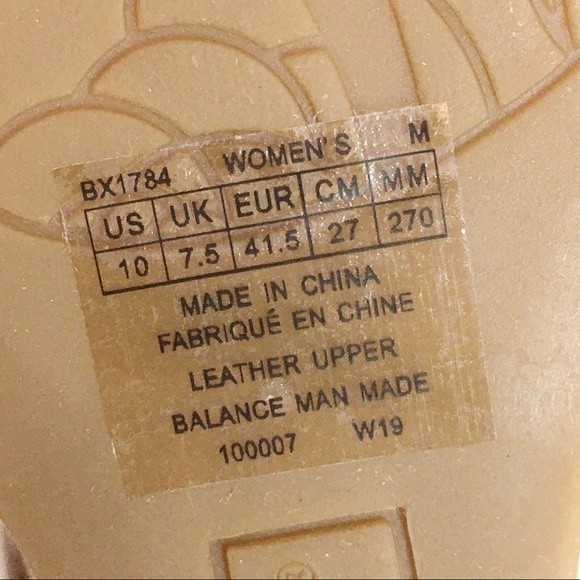 BX1784 WOMEN'S M
US UK EUR CM MM
10 7.5 41.5 27 270
MADE IN CHINA
FABRIQUÉ EN CHINE
LEATHER UPPER
BALANCE MAN MADE
100007 W19